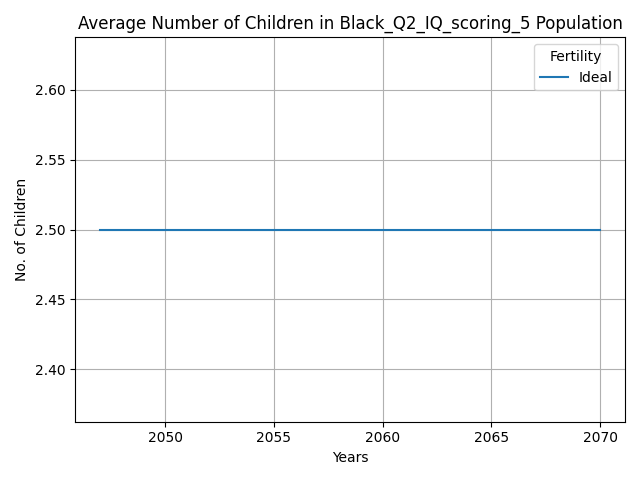 Average Number of Children in Black_Q2_IQ_scoring_5 Population
Fertility
Ideal
2.60
2.55
2.50
2.45
2.40
No. of Children
2050
2055
2060
2065
2070
Years